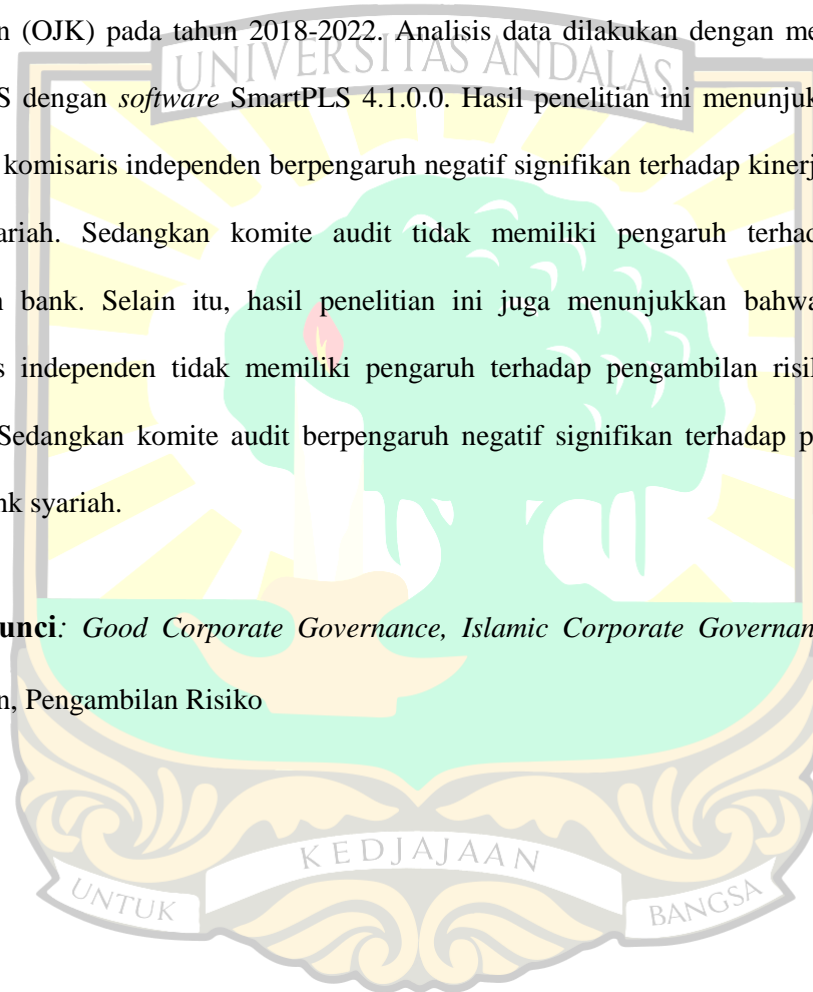 n (OJK) pada tahun 2018-2022. Analisis data dilakukan dengan me
UNIVERSITAS ANDALAS
S dengan software SmartPLS 4.1.0.0. Hasil penelitian ini menunjuk
komisaris independen berpengaruh negatif signifikan terhadap kinerj
ariah. Sedangkan komite audit tidak memiliki pengaruh terhad
n bank. Selain itu, hasil penelitian ini juga menunjukkan bahwa
s independen tidak memiliki pengaruh terhadap pengambilan risil
Sedangkan komite audit berpengaruh negatif signifikan terhadap p
nk syariah.
unci: Good Corporate Governance, Islamic Corporate Governan
n, Pengambilan Risiko
KEDJAJAAN
UNTUK
BANGSA